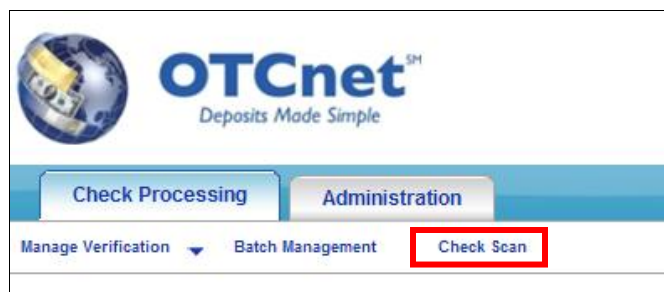 OTCnet℠
Deposits Made Simple
Check Processing Administration
Manage Verification Batch Management Check Scan